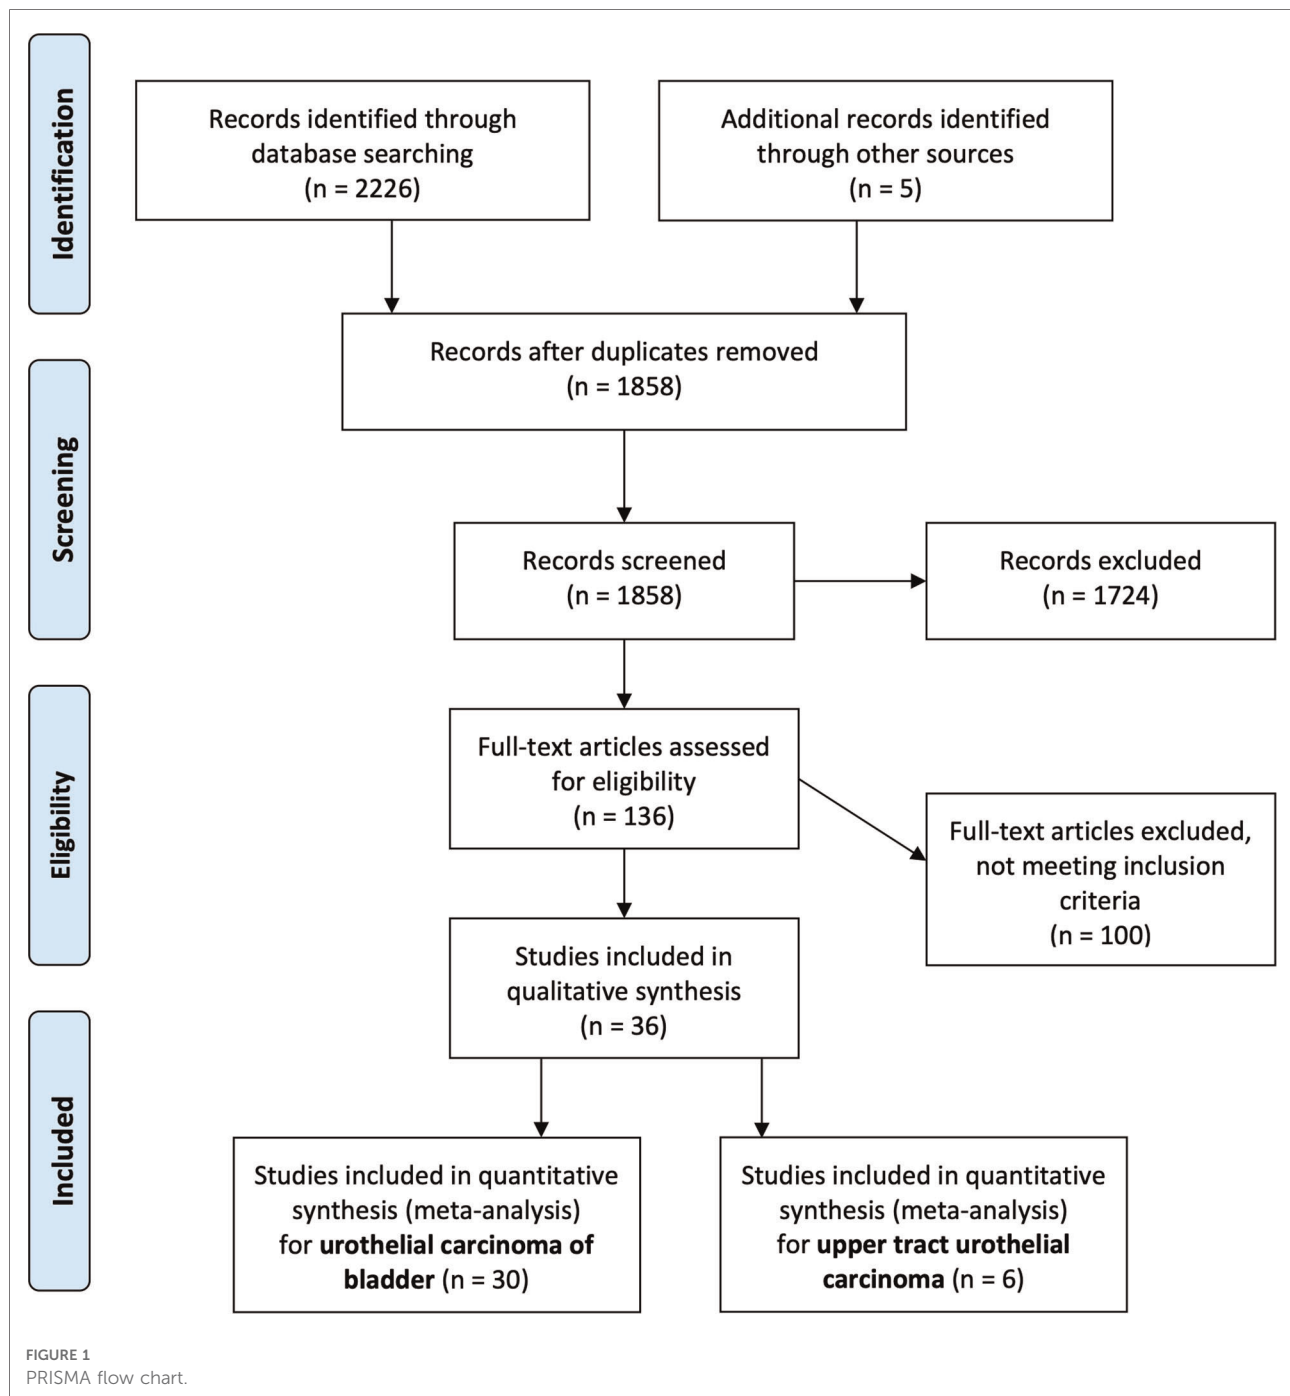 Identification
Records identified through
database searching
(n = 2226)
Additional records identified
through other sources
(n = 5)
Records after duplicates removed
(n = 1858)
Screening
Records screened
(n = 1858)
Records excluded
(n = 1724)
Eligibility
Full-text articles assessed
for eligibility
(n = 136)
Full-text articles excluded,
not meeting inclusion
criteria
(n = 100)
Studies included in
qualitative synthesis
(n = 36)
Included
Studies included in quantitative
synthesis (meta-analysis)
for urothelial carcinoma of
bladder (n = 30)
Studies included in quantitative
synthesis (meta-analysis)
for upper tract urothelial
carcinoma (n = 6)
FIGURE 1
PRISMA flow chart.